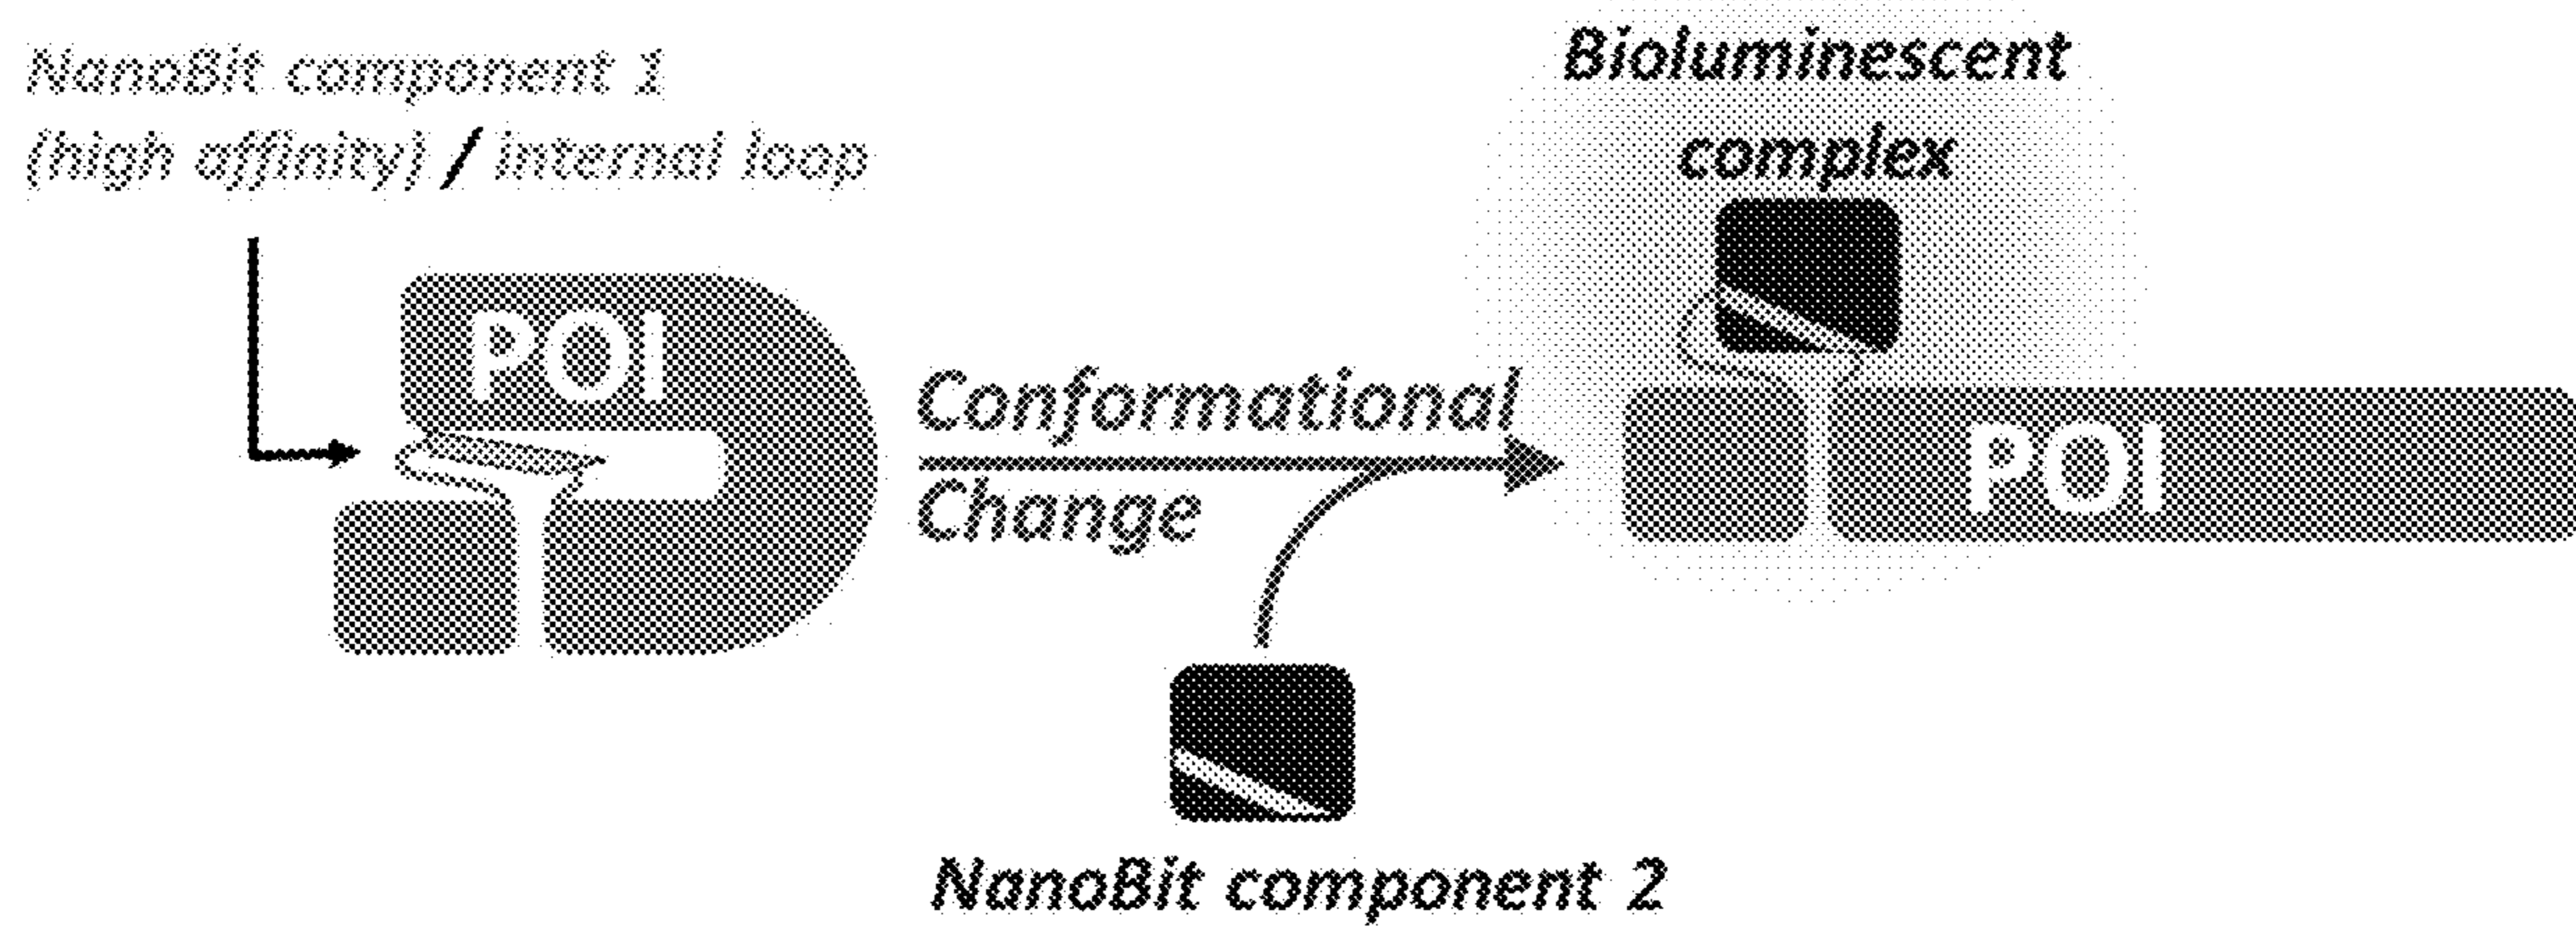 NanoBit component 1
(high affinity) / internal loop
POI
Conformational
Change
NanoBit component 2
Bioluminescent
complex
POI